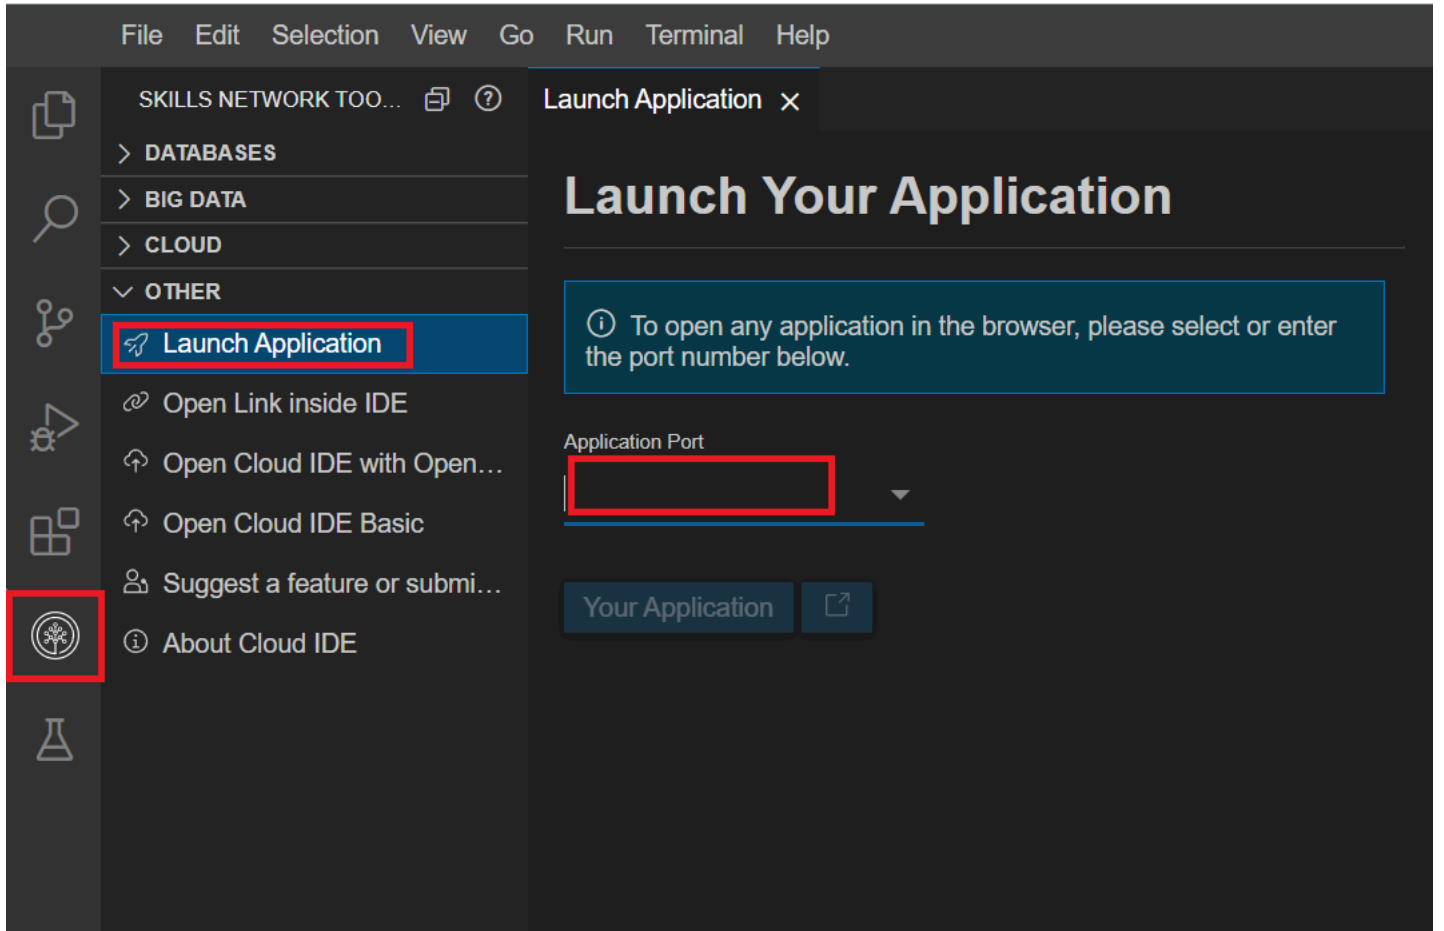 File Edit Selection View Go Run Terminal Help
SKILLS NETWORK TOO...
DATABASES
BIG DATA
CLOUD
OTHER
Launch Application
Open Link inside IDE
Open Cloud IDE with Open...
Open Cloud IDE Basic
Suggest a feature or submi...
About Cloud IDE
Launch Application
Launch Your Application
To open any application in the browser, please select or enter
the port number below.
Application Port
Your Application